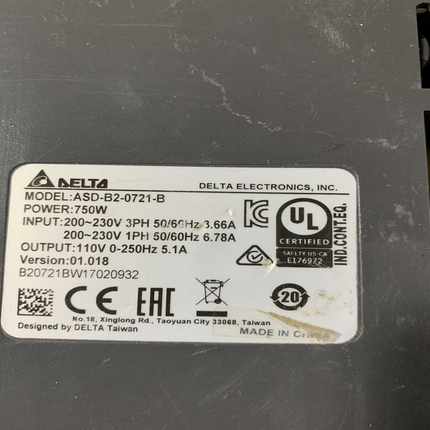 DELTA DELTA ELECTRONICS, INC.
MODEL:ASD-B2-0721-B
POWER:750W
INPUT:200~230V 3PH 50/60Hz 3.66A
200~230V 1PH 50/60Hz 6.78A
OUTPUT:110V 0-250Hz 5.1A
Version:01.018
B20721BW17020932
UL
CERTIFIED
SAFETY US-CA
E176972
IND.CONT.EQ.
CE EAC 20
No.18, Xinglong Rd., Taoyuan City 33068, Taiwan
Designed by DELTA Taiwan
MADE IN